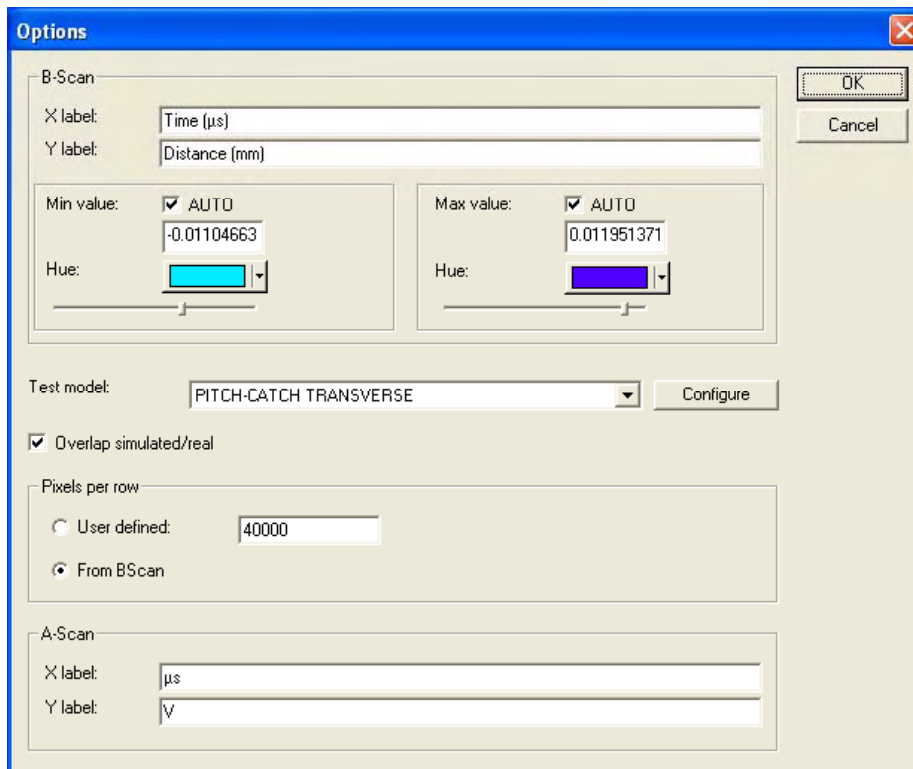 Options
B-Scan
OK
X label: Time (µs)
Cancel
Y label: Distance (mm)
Min value: AUTO
Max value: AUTO
-0.01104663
0.011951371
Hue:
Hue:
Test model: PITCH-CATCH TRANSVERSE Configure
Overlap simulated/real
Pixels per row
User defined: 40000
From BScan
A-Scan
X label: µs
Y label: V